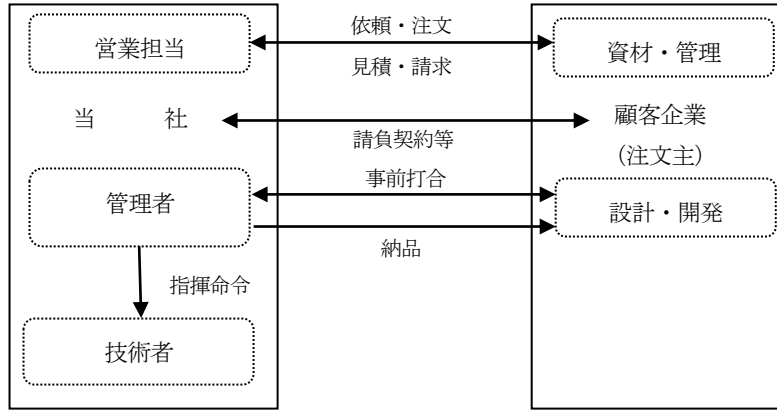 営業担当
依頼・注文
見積・請求
資材・管理
当　　　社
請負契約等
顧客企業
（注文主）
管理者
事前打合
納品
設計・開発
指揮命令
技術者